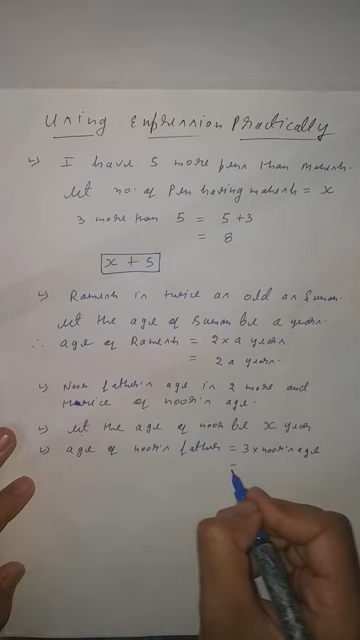 Using Expression Practically
↳ I have 5 more pens than Mahesh.
let no. of Pen having mahesh = x
3 more than 5 = 5+3
= 8
x + 5
↳ Ramesh is twice as old as Suman.
let the age of Suman be a years.
∴ age of Ramesh = 2 x a years
= 2 a years.
↳ Noor father's age is 2 more and
thrice of noor's age.
↳ let the age of noor be x year
↳ age of noor's father = 3 x noor's age
=